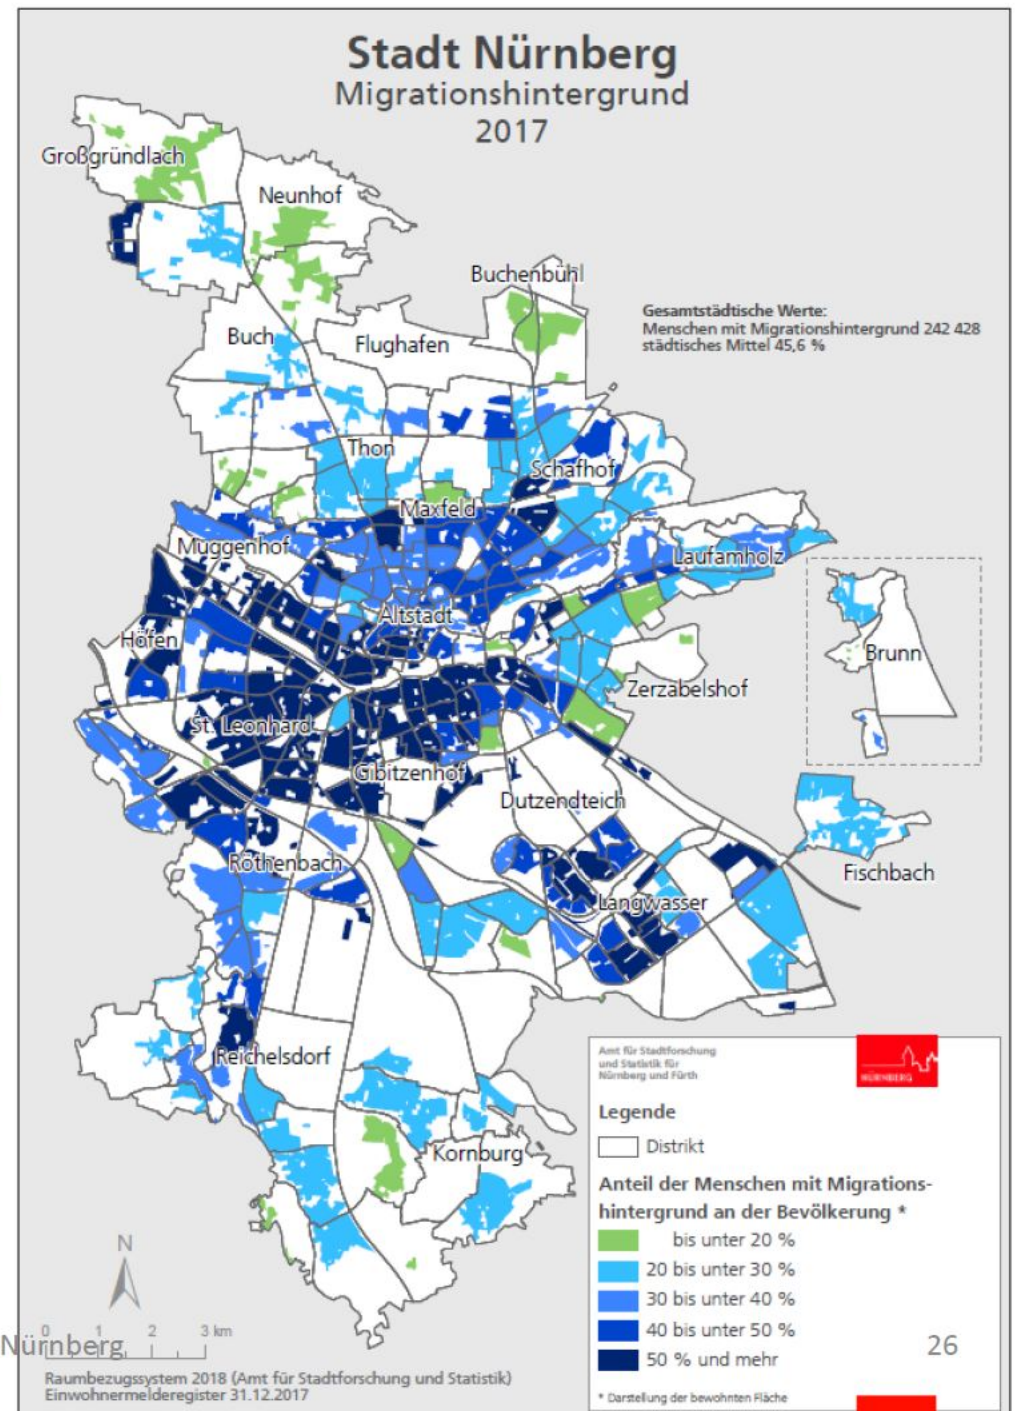 Stadt Nürnberg
Migrationshintergrund
2017
Großgründlach
Neunhof
Buchenbühl
Gesamtstädtische Werte:
Menschen mit Migrationshintergrund 242 428
städtisches Mittel 45,6 %
Buch
Flughafen
Thon
Schafhof
Maxfeld
Muggenhof
Laufamholz
Altstadt
Höfen
Brunn
Zerzabelshof
St. Leonhard
Gibitzenhof
Dutzendteich
Röthenbach
Fischbach
Langwasser
Reichelsdorf
Kornburg
Amt für Stadtforschung
und Statistik für
Nürnberg und Fürth
NÜRNBERG
Legende
Distrikt
Anteil der Menschen mit Migrations-
hintergrund an der Bevölkerung *
bis unter 20 %
20 bis unter 30 %
30 bis unter 40 %
40 bis unter 50 %
50 % und mehr
* Darstellung der bewohnten Fläche
N
0 1 2 3 km
Nürnberg
26
Raumbezugssystem 2018 (Amt für Stadtforschung und Statistik)
Einwohnermelderegister 31.12.2017